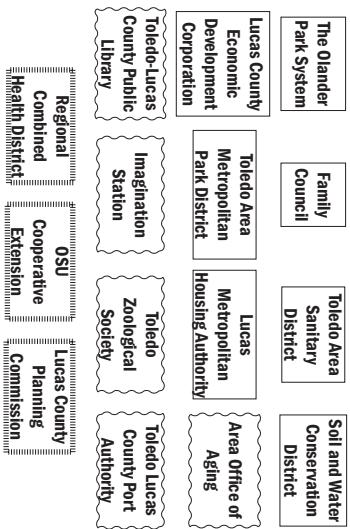 The Olander
Park System
Family
Council
Toledo Area
Sanitary
District
Soil and Water
Conservation
District
Lucas County
Economic
Development
Corporation
Toledo Area
Metropolitan
Park District
Lucas
Metropolitan
Housing Authority
Area Office of
Aging
Toledo-Lucas
County Public
Library
Imagination
Station
Toledo
Zoological
Society
Toledo Lucas
County Port
Authority
Regional
Combined
Health District
OSU
Cooperative
Extension
Lucas County
Planning
Commission